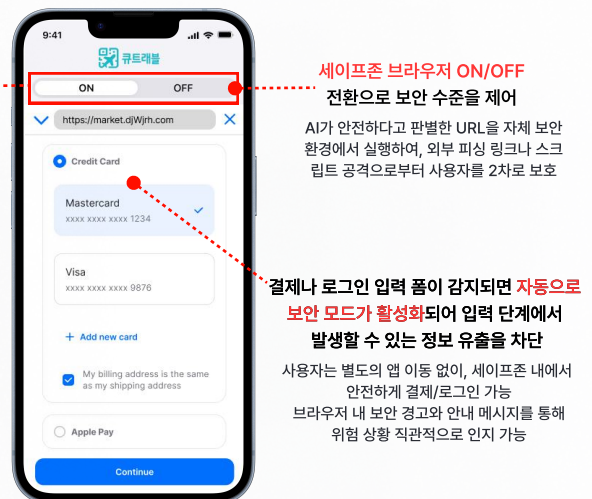 9:41
큐트래블
ON
OFF
https://market.djWjrh.com
Credit Card
Mastercard
xxxx xxxx xxxx 1234
Visa
xxxx xxxx xxxx 9876
+ Add new card
My billing address is the same
as my shipping address
Apple Pay
Continue
세이프존 브라우저 ON/OFF
전환으로 보안 수준을 제어
AI가 안전하다고 판별한 URL을 자체 보안
환경에서 실행하여, 외부 피싱 링크나 스크
립트 공격으로부터 사용자를 2차로 보호
결제나 로그인 입력 폼이 감지되면 자동으로
보안 모드가 활성화되어 입력 단계에서
발생할 수 있는 정보 유출을 차단
사용자는 별도의 앱 이동 없이, 세이프존 내에서
안전하게 결제/로그인 가능
브라우저 내 보안 경고와 안내 메시지를 통해
위험 상황 직관적으로 인지 가능